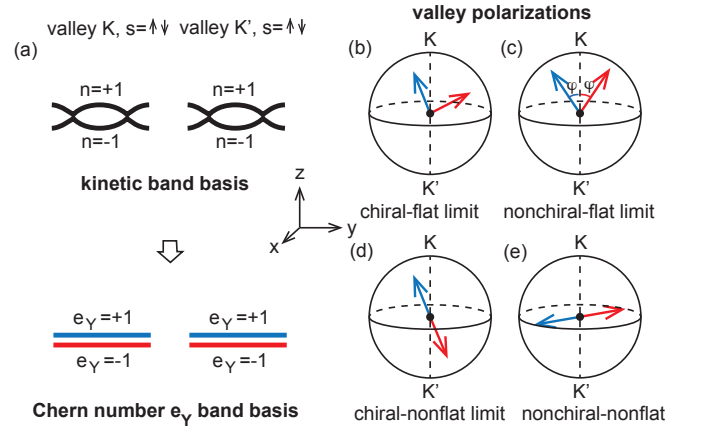 valley polarizations
(a)
valley K, s=↑↓ valley K', s=↑↓
n=+1 n=+1
n=-1 n=-1
kinetic band basis
z
y
x
e_Y=+1 e_Y=+1
e_Y=-1 e_Y=-1
Chern number e_Y band basis
(b) K
K'
chiral-flat limit
(c) K
φ φ
K'
nonchiral-flat limit
(d) K
K'
chiral-nonflat limit
(e) K
K'
nonchiral-nonflat